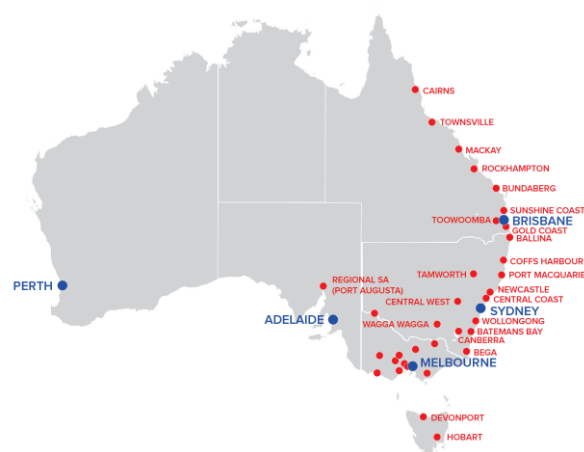 CAIRNS
TOWNSVILLE
MACKAY
ROCKHAMPTON
BUNDABERG
SUNSHINE COAST
TOOWOOMBA
BRISBANE
GOLD COAST
BALLINA
COFFS HARBOUR
TAMWORTH
PORT MACQUARIE
REGIONAL SA
(PORT AUGUSTA)
PERTH
NEWCASTLE
CENTRAL WEST
CENTRAL COAST
SYDNEY
ADELAIDE
WOLLONGONG
WAGGA WAGGA
BATEMANS BAY
CANBERRA
BEGA
MELBOURNE
DEVONPORT
HOBART